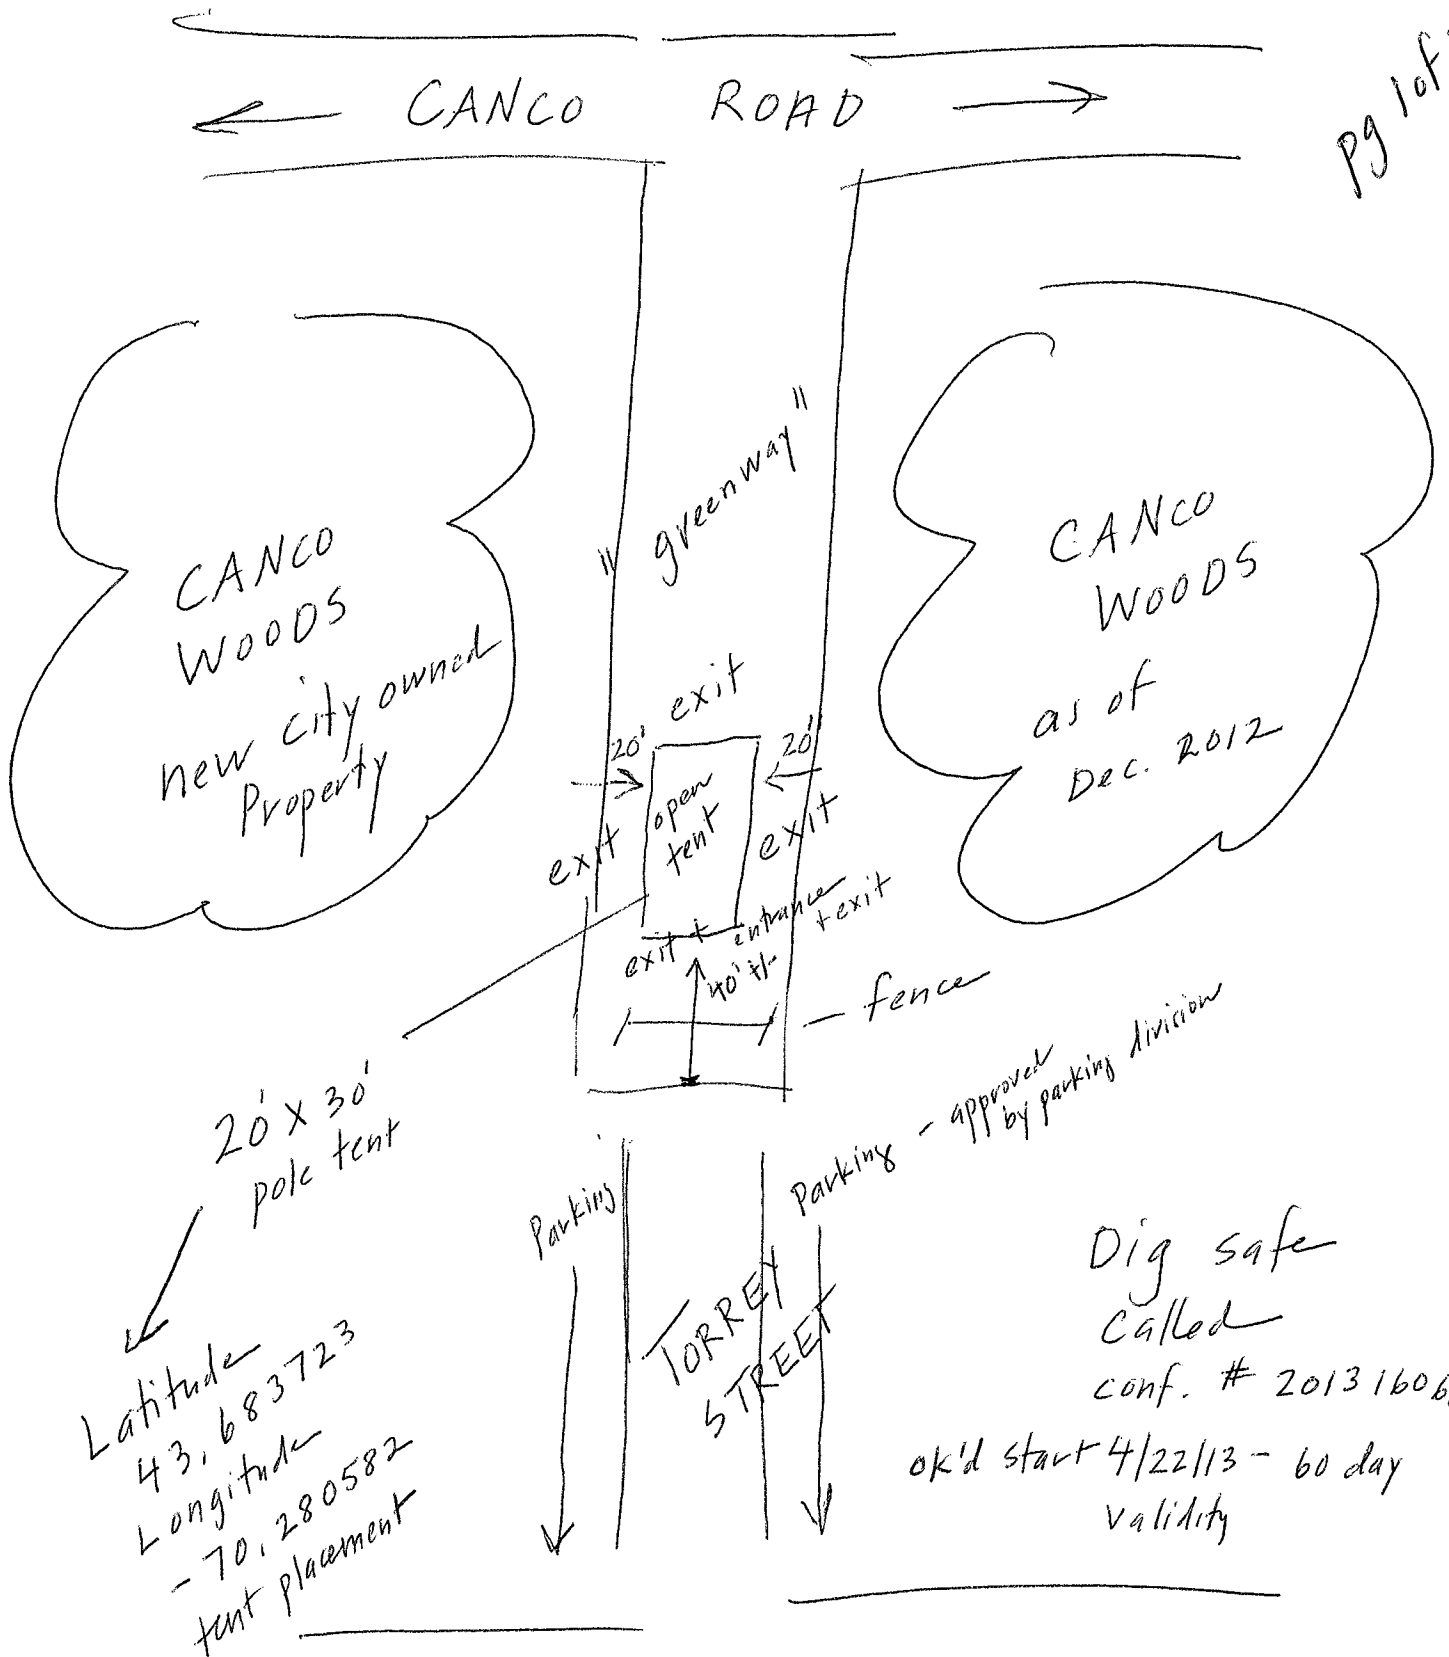 pg 1 of
CANCO ROAD
"greenway"
CANCO
WOODS
new city owned
Property
CANCO
WOODS
as of
Dec. 2012
exit
20'
20'
open
tent
exit
exit
exit +
entrance
+ exit
40' +/-
- fence
20' x 30'
pole tent
Parking
Parking - approved
by parking division
TORREY
STREET
Latitude
43.683723
Longitude
-70.280582
tent placement
Dig safe
Called
conf. # 20131606
ok'd start 4/22/13 - 60 day
validity